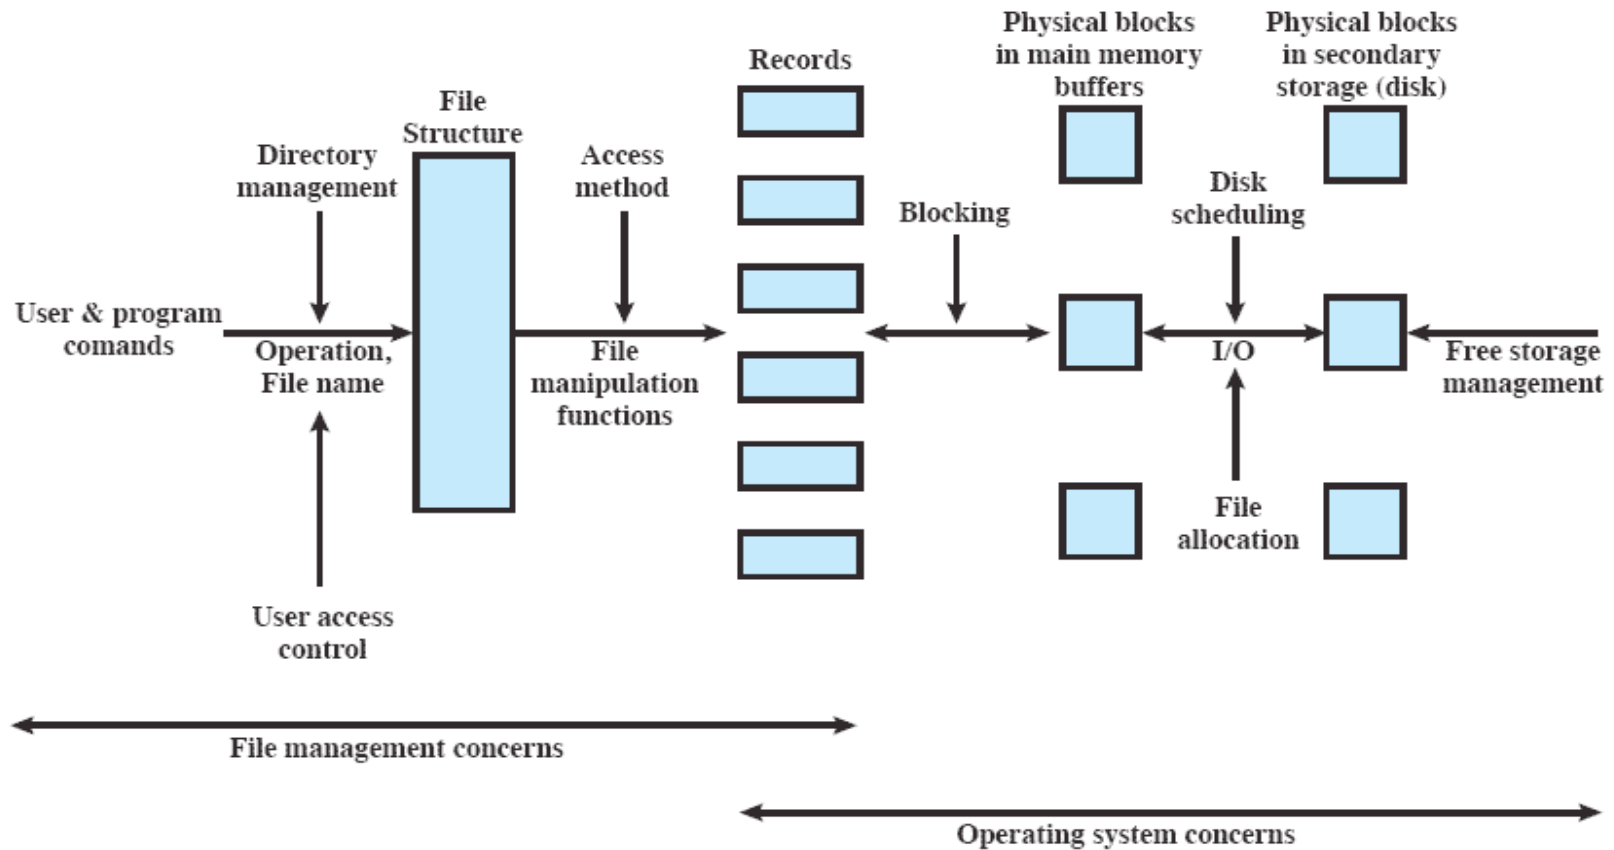 Physical blocks
in main memory
buffers
Physical blocks
in secondary
storage (disk)
Records
File
Structure
Directory
management
Access
method
Blocking
Disk
scheduling
User & program
comands
Operation,
File name
File
manipulation
functions
I/O
Free storage
management
File
allocation
User access
control
File management concerns
Operating system concerns